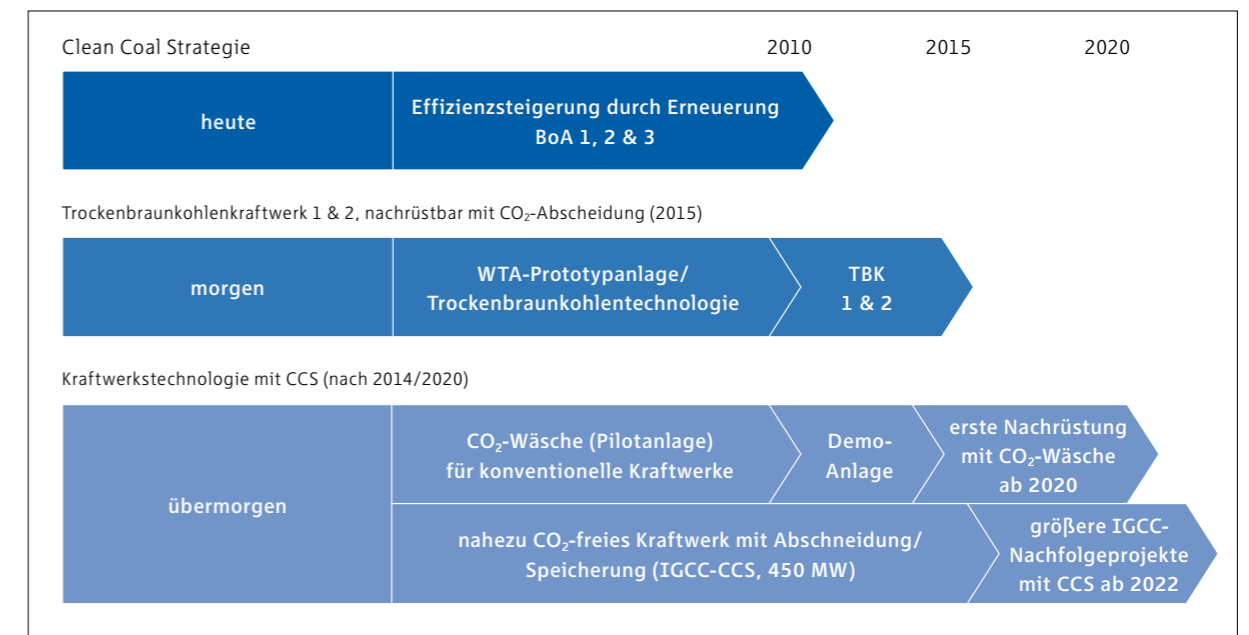 Clean Coal Strategie 2010 2015 2020
heute
Effizienzsteigerung durch Erneuerung
BoA 1, 2 & 3
Trockenbraunkohlenkraftwerk 1 & 2, nachrüstbar mit CO₂-Abscheidung (2015)
morgen
WTA-Prototypanlage/
Trockenbraunkohlentechnologie
TBK
1 & 2
Kraftwerkstechnologie mit CCS (nach 2014/2020)
übermorgen
CO₂-Wäsche (Pilotanlage)
für konventionelle Kraftwerke
Demo-
Anlage
erste Nachrüstung
mit CO₂-Wäsche
ab 2020
nahezu CO₂-freies Kraftwerk mit Abschneidung/
Speicherung (IGCC-CCS, 450 MW)
größere IGCC-
Nachfolgeprojekte
mit CCS ab 2022